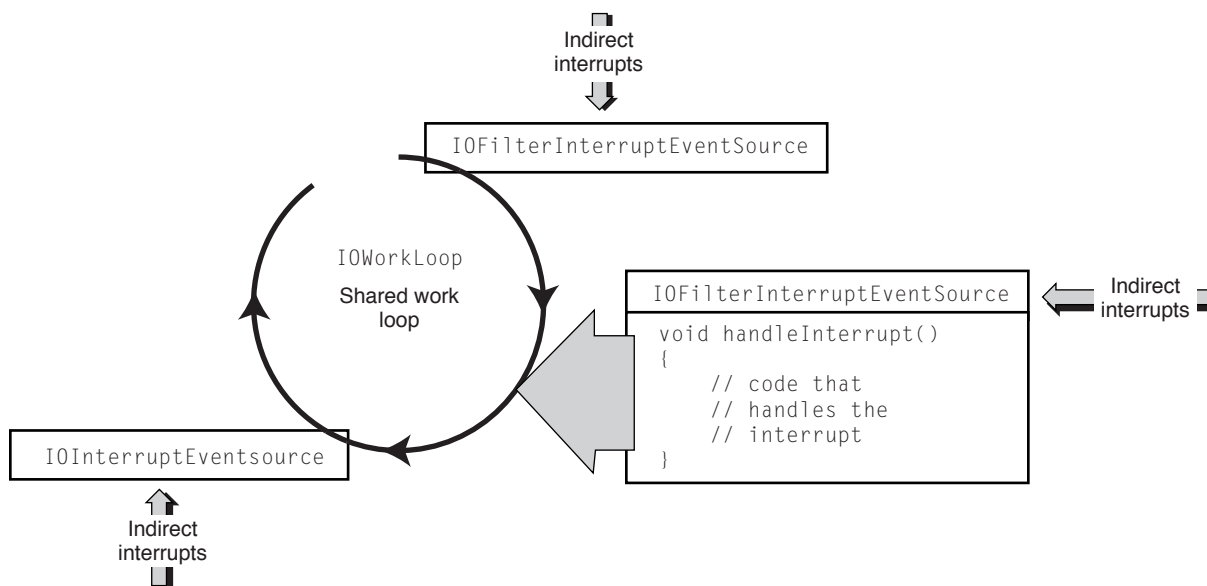 Indirect
interrupts
IOFilterInterruptEventSource
IOWorkLoop
Shared work
loop
IOFilterInterruptEventSource
Indirect
interrupts
void handleInterrupt()
{
// code that
// handles the
// interrupt
}
IOInterruptEventsource
Indirect
interrupts